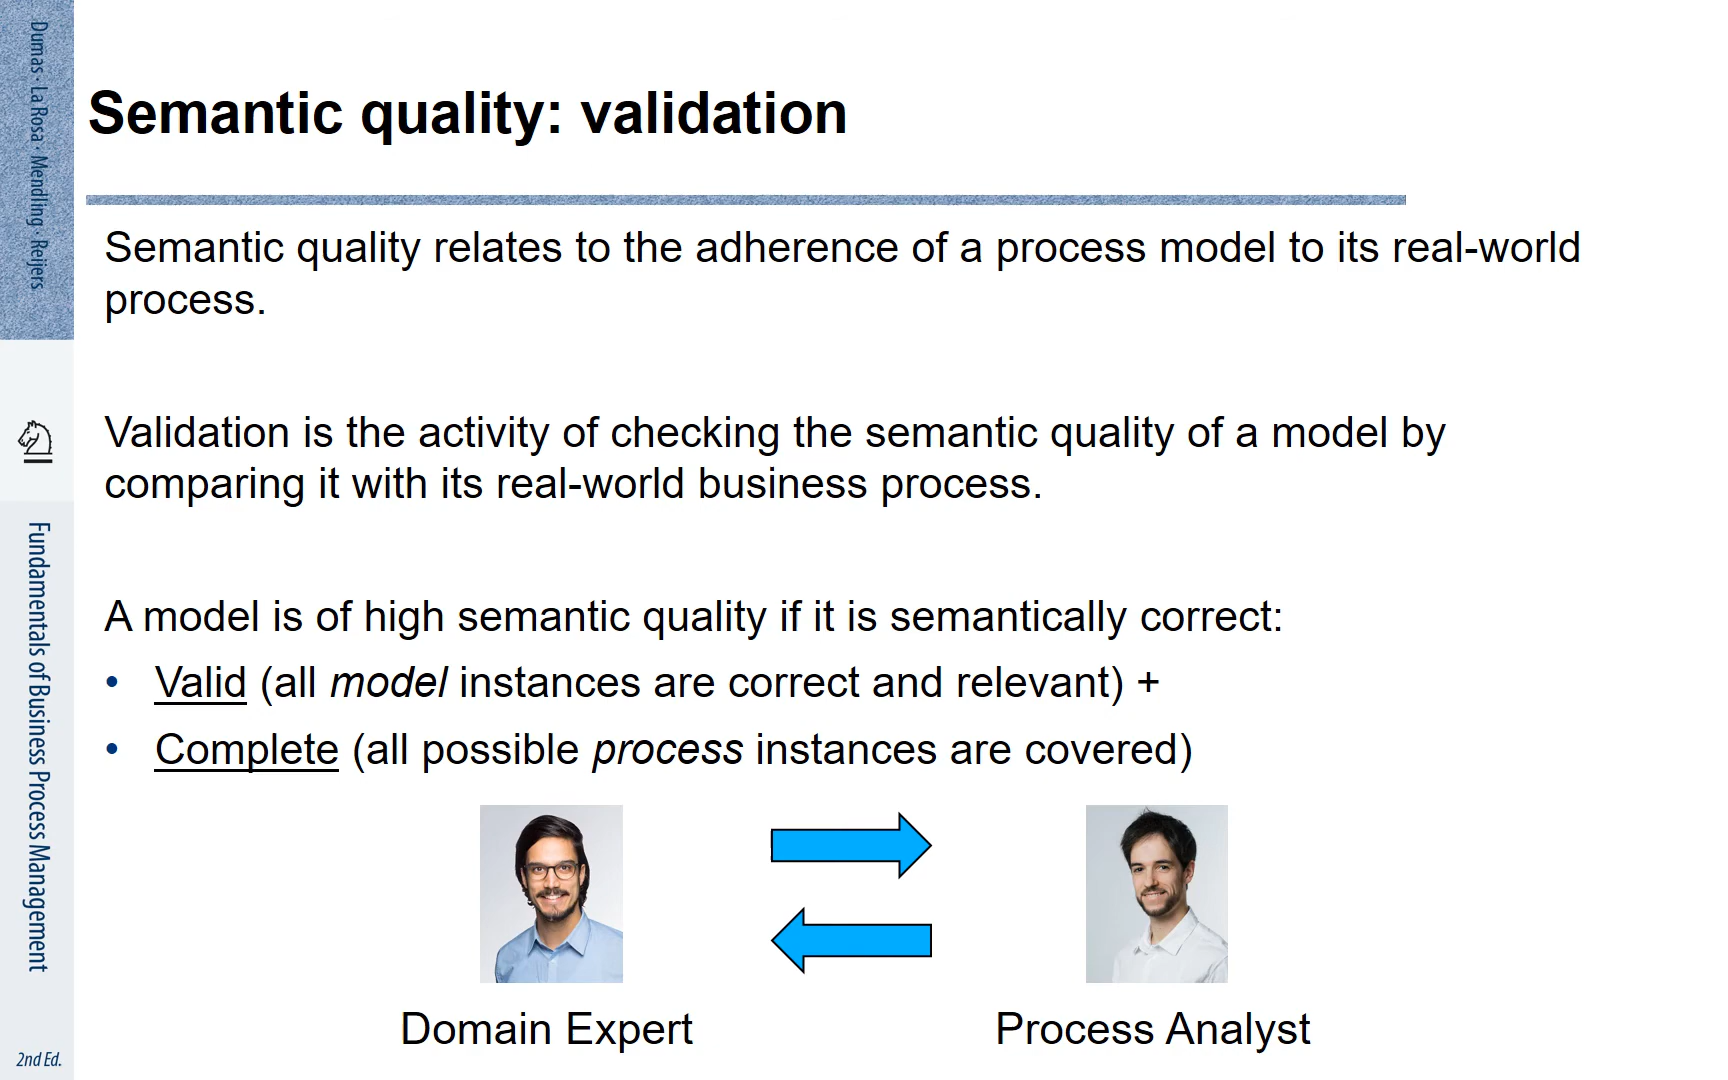 Dumas · La Rosa · Mendling · Reijers
Fundamentals of Business Process Management
2nd Ed.
Semantic quality: validation
Semantic quality relates to the adherence of a process model to its real-world
process.
Validation is the activity of checking the semantic quality of a model by
comparing it with its real-world business process.
A model is of high semantic quality if it is semantically correct:
• Valid (all model instances are correct and relevant) +
• Complete (all possible process instances are covered)
Domain Expert
Process Analyst